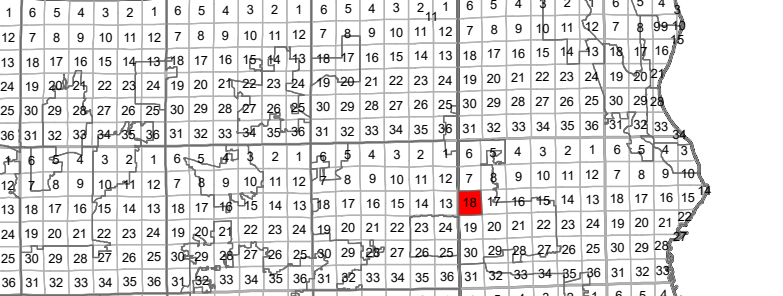 1 6 5 4 3 2 1 6 5 4 3 2 1 6 5 4 3 2 1 6 5 4 3 2 1 6 5 4 3
11
12 7 8 9 10 11 12 7 8 9 10 11 12 7 8 9 10 11 12 7 8 9 10 11 12 7 8 99 10
15
13 18 17 16 15 14 13 18 17 16 15 14 13 18 17 16 15 14 13 18 17 16 15 14 13 18 17 16
24 19 20 21 22 23 24 19 20 21 22 23 24 19 20 21 22 23 24 19 20 21 22 23 24 19 20 21
25 30 29 28 27 26 25 30 29 28 27 26 25 30 29 28 27 26 25 30 29 28 27 26 25 30 29 28
36 31 32 33 34 35 36 31 32 33 34 35 36 31 32 33 34 35 36 31 32 33 34 35 36 31 32 33 34
1 6 5 4 3 2 1 6 5 4 3 2 1 6 5 4 3 2 1 6 5 4 3 2 1 6 5 4 3
12 7 8 9 10 11 12 7 8 9 10 11 12 7 8 9 10 11 12 7 8 9 10 11 12 7 8 9 10
14
13 18 17 16 15 14 13 18 17 16 15 14 13 18 17 16 15 14 13 18 17 16 15 14 13 18 17 16 15
22
24 19 20 21 22 23 24 19 20 21 22 23 24 19 20 21 22 23 24 19 20 21 22 23 24 19 20 21
27
25 30 29 28 27 26 25 30 29 28 27 26 25 30 29 28 27 26 25 30 29 28 27 26 25 30 29 28
36 31 32 33 34 35 36 31 32 33 34 35 36 31 32 33 34 35 36 31 32 33 34 35 36 31 32 33
1 6 5 4